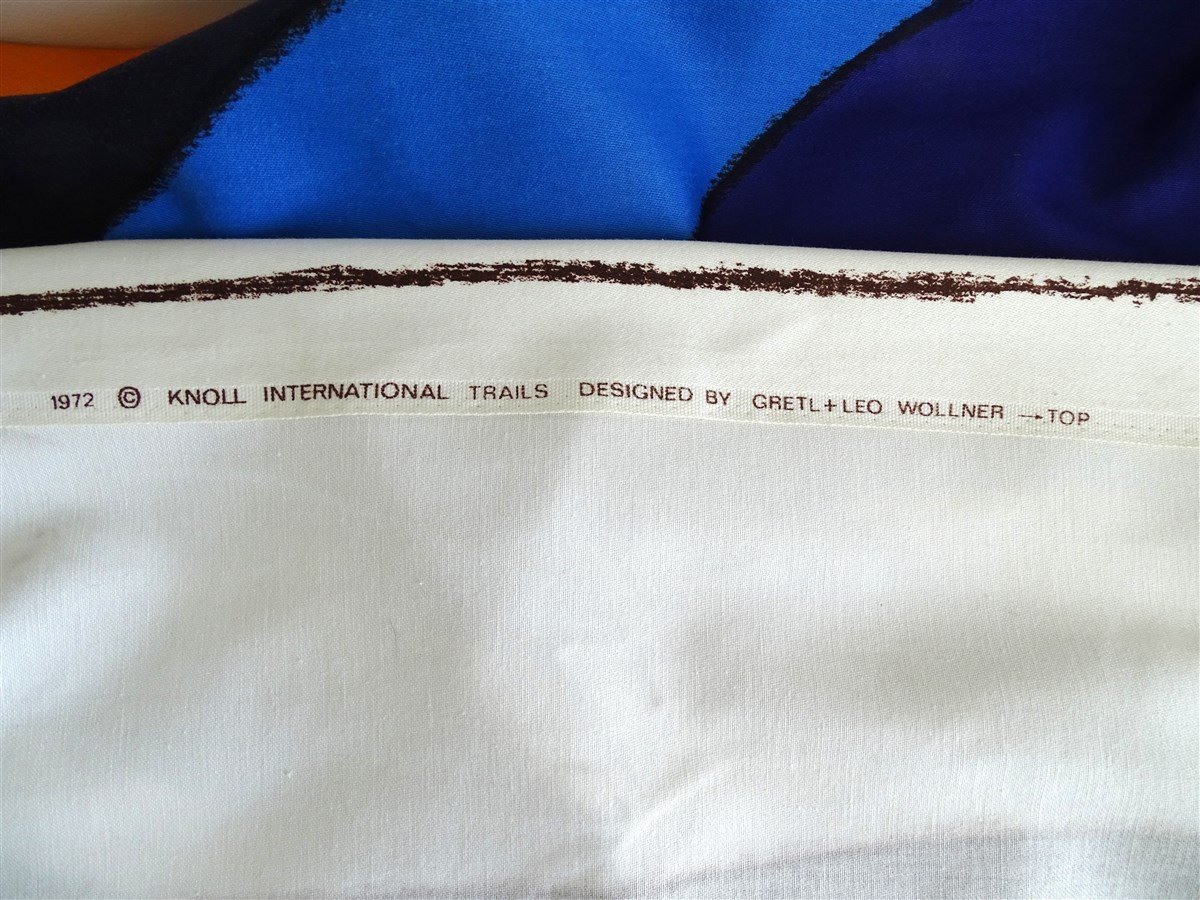 1972 © KNOLL INTERNATIONAL TRAILS DESIGNED BY GRETL+LEO WOLLNER →TOP